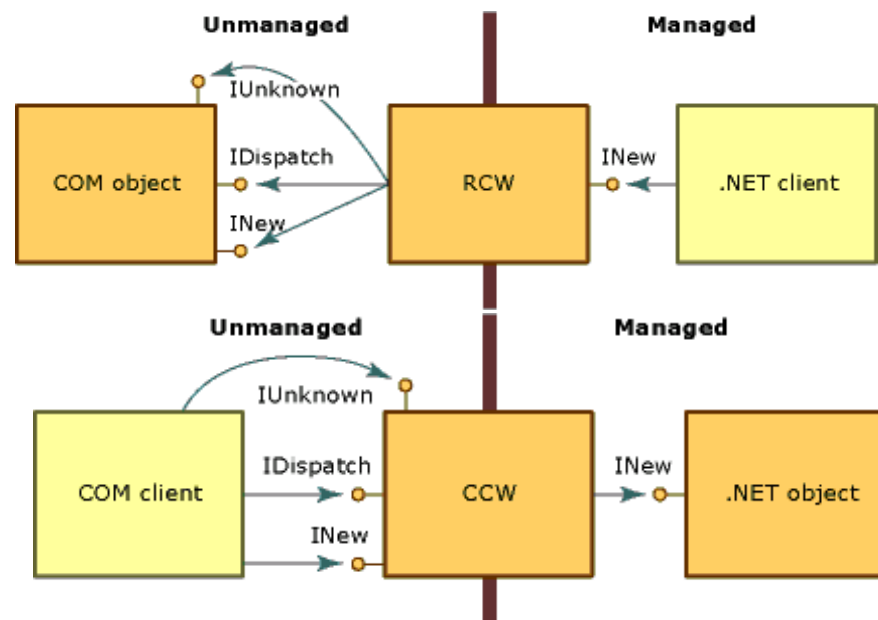 Unmanaged
Managed
IUnknown
IDispatch
INew
COM object
RCW
INew
.NET client
Unmanaged
Managed
IUnknown
IDispatch
INew
COM client
CCW
INew
.NET object